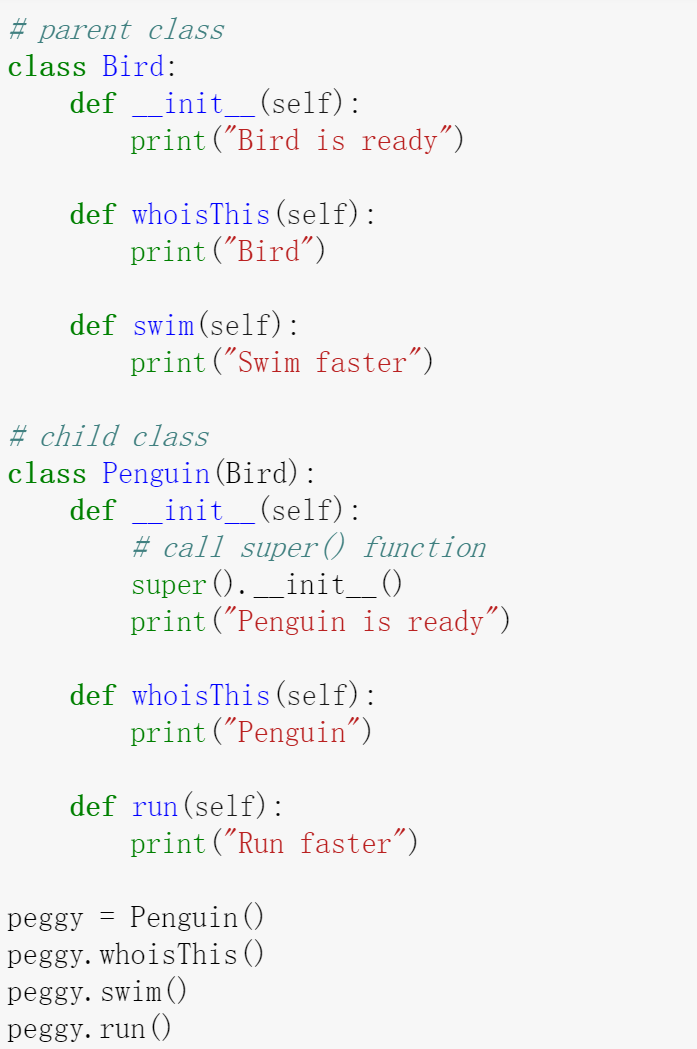 # parent class
class Bird:
    def __init__(self):
        print("Bird is ready")

    def whoisThis(self):
        print("Bird")

    def swim(self):
        print("Swim faster")

# child class
class Penguin(Bird):
    def __init__(self):
        # call super() function
        super().__init__()
        print("Penguin is ready")

    def whoisThis(self):
        print("Penguin")

    def run(self):
        print("Run faster")

peggy = Penguin()
peggy.whoisThis()
peggy.swim()
peggy.run()